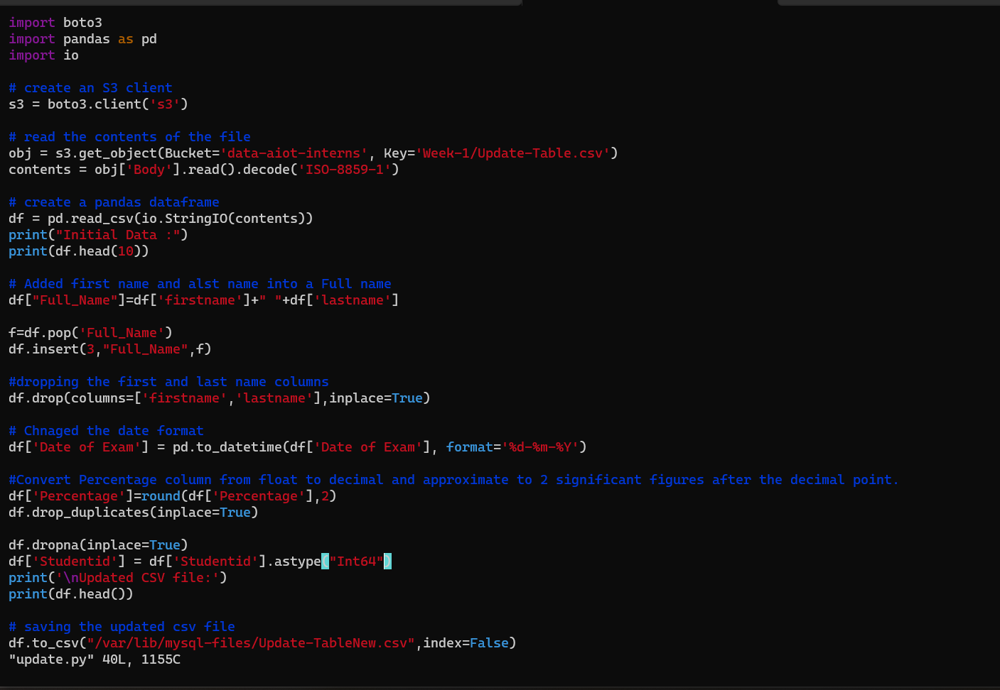 import boto3
import pandas as pd
import io
# create an S3 client
s3 = boto3.client('s3')
# read the contents of the file
obj = s3.get_object(Bucket='data-aiot-interns', Key='Week-1/Update-Table.csv')
contents = obj['Body'].read().decode('ISO-8859-1')
# create a pandas dataframe
df = pd.read_csv(io.StringIO(contents))
print("Initial Data :")
print(df.head(10))
# Added first name and alst name into a Full name
df["Full_Name"]=df['firstname']+" "+df['lastname']
f=df.pop('Full_Name')
df.insert(3,"Full_Name",f)
#dropping the first and last name columns
df.drop(columns=['firstname','lastname'],inplace=True)
# Chnaged the date format
df['Date of Exam'] = pd.to_datetime(df['Date of Exam'], format='%d-%m-%Y')
#Convert Percentage column from float to decimal and approximate to 2 significant figures after the decimal point.
df['Percentage']=round(df['Percentage'],2)
df.drop_duplicates(inplace=True)
df.dropna(inplace=True)
df['Studentid'] = df['Studentid'].astype("Int64")
print('\nUpdated CSV file:')
print(df.head())
# saving the updated csv file
df.to_csv("/var/lib/mysql-files/Update-TableNew.csv",index=False)
"update.py" 40L, 1155C